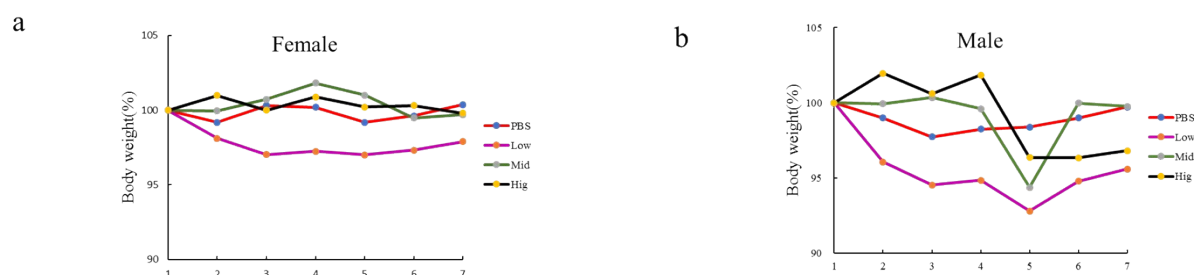 a
Female
Body weight(%)
105
100
95
90
1 2 3 4 5 6 7
PBS
Low
Mid
Hig
b
Male
Body weight(%)
105
100
95
90
1 2 3 4 5 6 7
PBS
Low
Mid
Hig